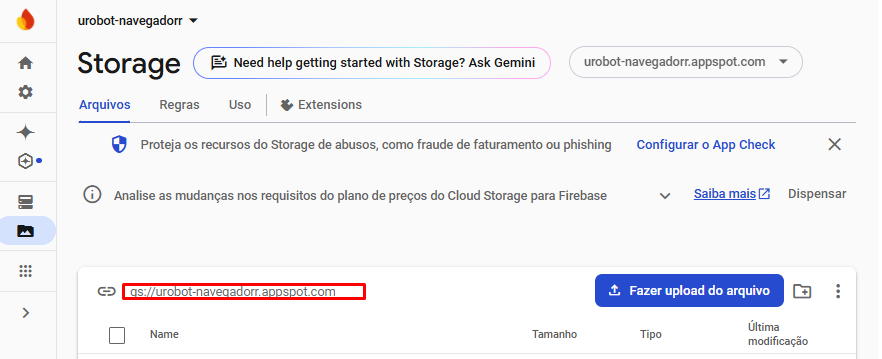 urobot-navegadorr
Storage
Need help getting started with Storage? Ask Gemini
urobot-navegadorr.appspot.com
Arquivos
Regras
Uso
Extensions
Proteja os recursos do Storage de abusos, como fraude de faturamento ou phishing
Configurar o App Check
Analise as mudanças nos requisitos do plano de preços do Cloud Storage para Firebase
Saiba mais
Dispensar
gs://urobot-navegadorr.appspot.com
Fazer upload do arquivo
Name
Tamanho
Tipo
Última
modificação